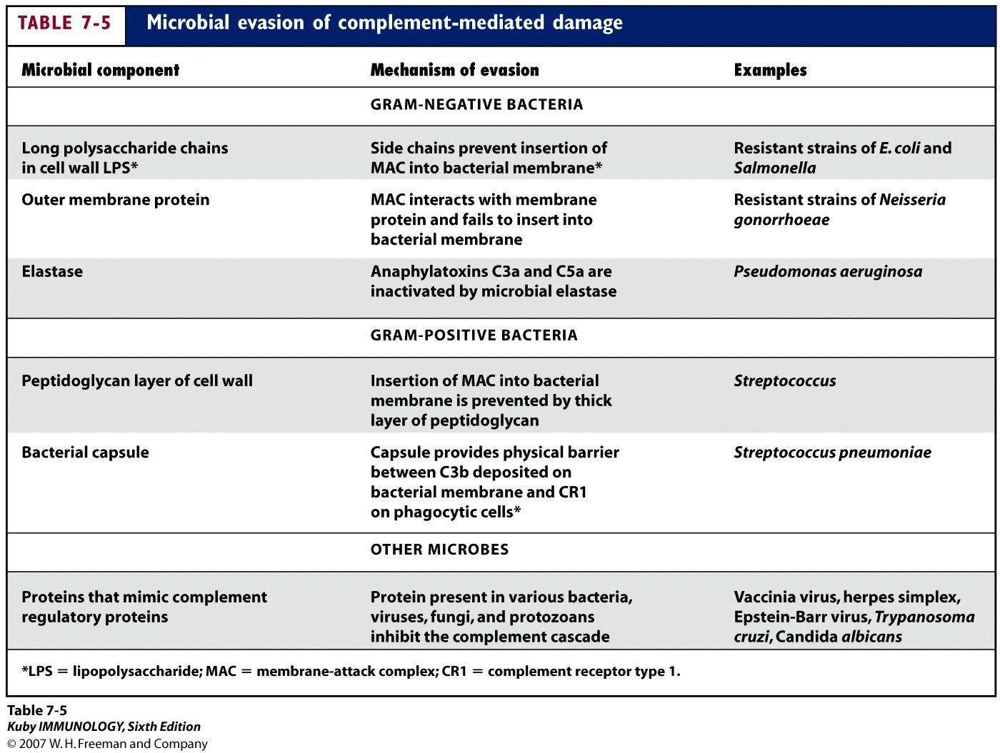 TABLE 7-5 Microbial evasion of complement-mediated damage
Microbial component Mechanism of evasion Examples
GRAM-NEGATIVE BACTERIA
Long polysaccharide chains Side chains prevent insertion of Resistant strains of E. coli and
in cell wall LPS* MAC into bacterial membrane* Salmonella
Outer membrane protein MAC interacts with membrane Resistant strains of Neisseria
protein and fails to insert into gonorrhoeae
bacterial membrane
Elastase Anaphylatoxins C3a and C5a are Pseudomonas aeruginosa
inactivated by microbial elastase
GRAM-POSITIVE BACTERIA
Peptidoglycan layer of cell wall Insertion of MAC into bacterial Streptococcus
membrane is prevented by thick
layer of peptidoglycan
Bacterial capsule Capsule provides physical barrier Streptococcus pneumoniae
between C3b deposited on
bacterial membrane and CR1
on phagocytic cells*
OTHER MICROBES
Proteins that mimic complement Protein present in various bacteria, Vaccinia virus, herpes simplex,
regulatory proteins viruses, fungi, and protozoans Epstein-Barr virus, Trypanosoma
inhibit the complement cascade cruzi, Candida albicans
*LPS = lipopolysaccharide; MAC = membrane-attack complex; CR1 = complement receptor type 1.
Table 7-5
Kuby IMMUNOLOGY, Sixth Edition
© 2007 W. H. Freeman and Company